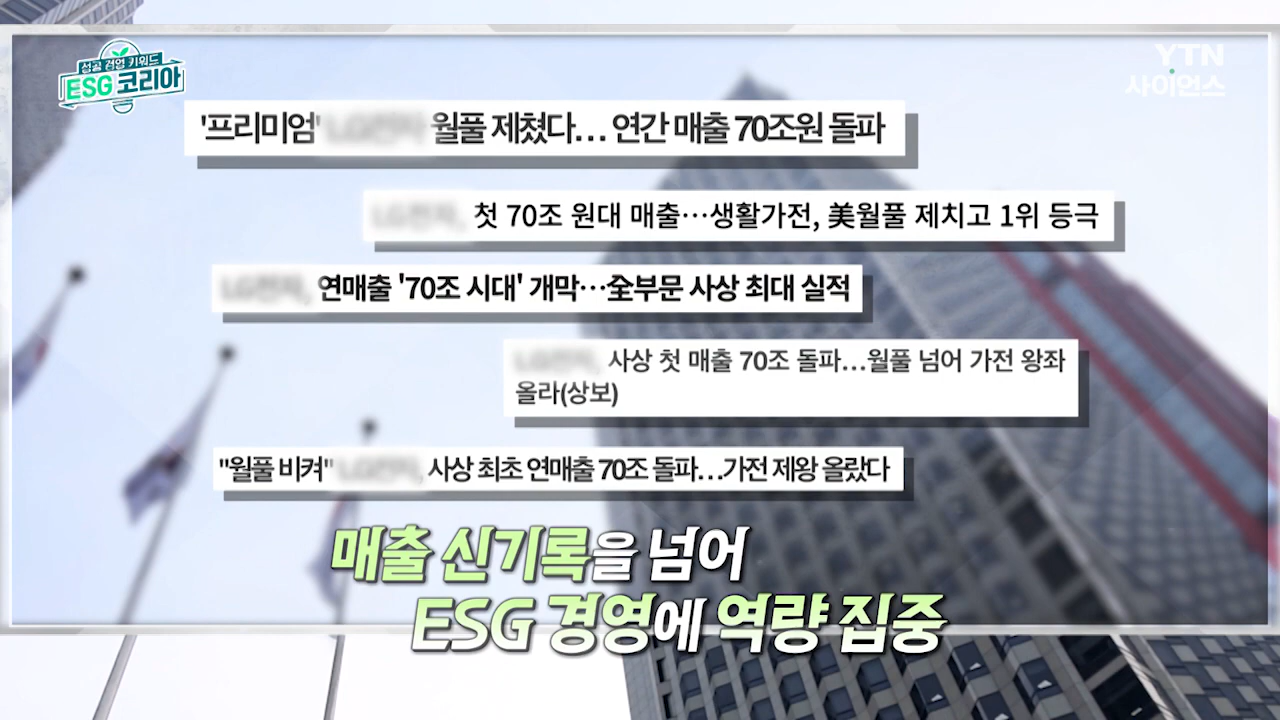 성공 경영 키워드
ESG 코리아
YTN
사이언스
'프리미엄' 월풀 제쳤다… 연간 매출 70조원 돌파
첫 70조 원대 매출…생활가전, 美월풀 제치고 1위 등극
연매출 '70조 시대' 개막…全부문 사상 최대 실적
사상 첫 매출 70조 돌파…월풀 넘어 가전 왕좌
올라(상보)
"월풀 비켜" 사상 최초 연매출 70조 돌파…가전 제왕 올랐다
매출 신기록을 넘어
ESG 경영에 역량 집중